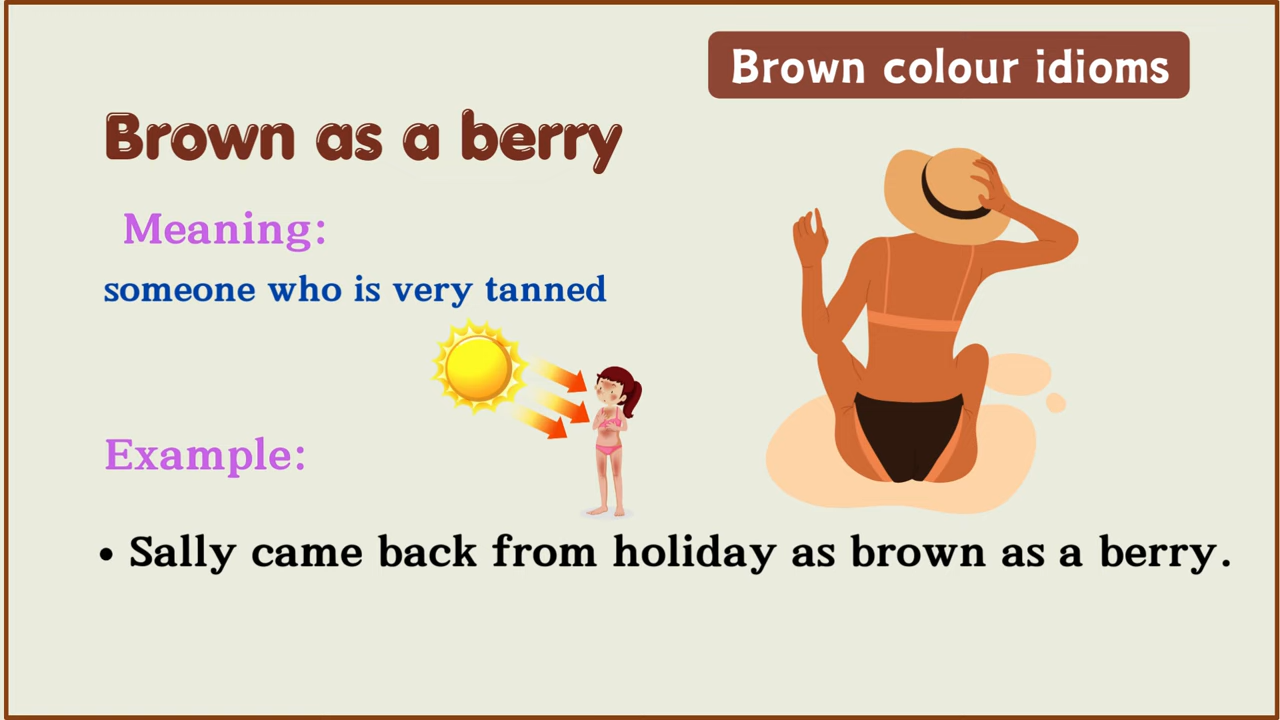 Brown colour idioms
Brown as a berry
Meaning:
someone who is very tanned
Example:
• Sally came back from holiday as brown as a berry.